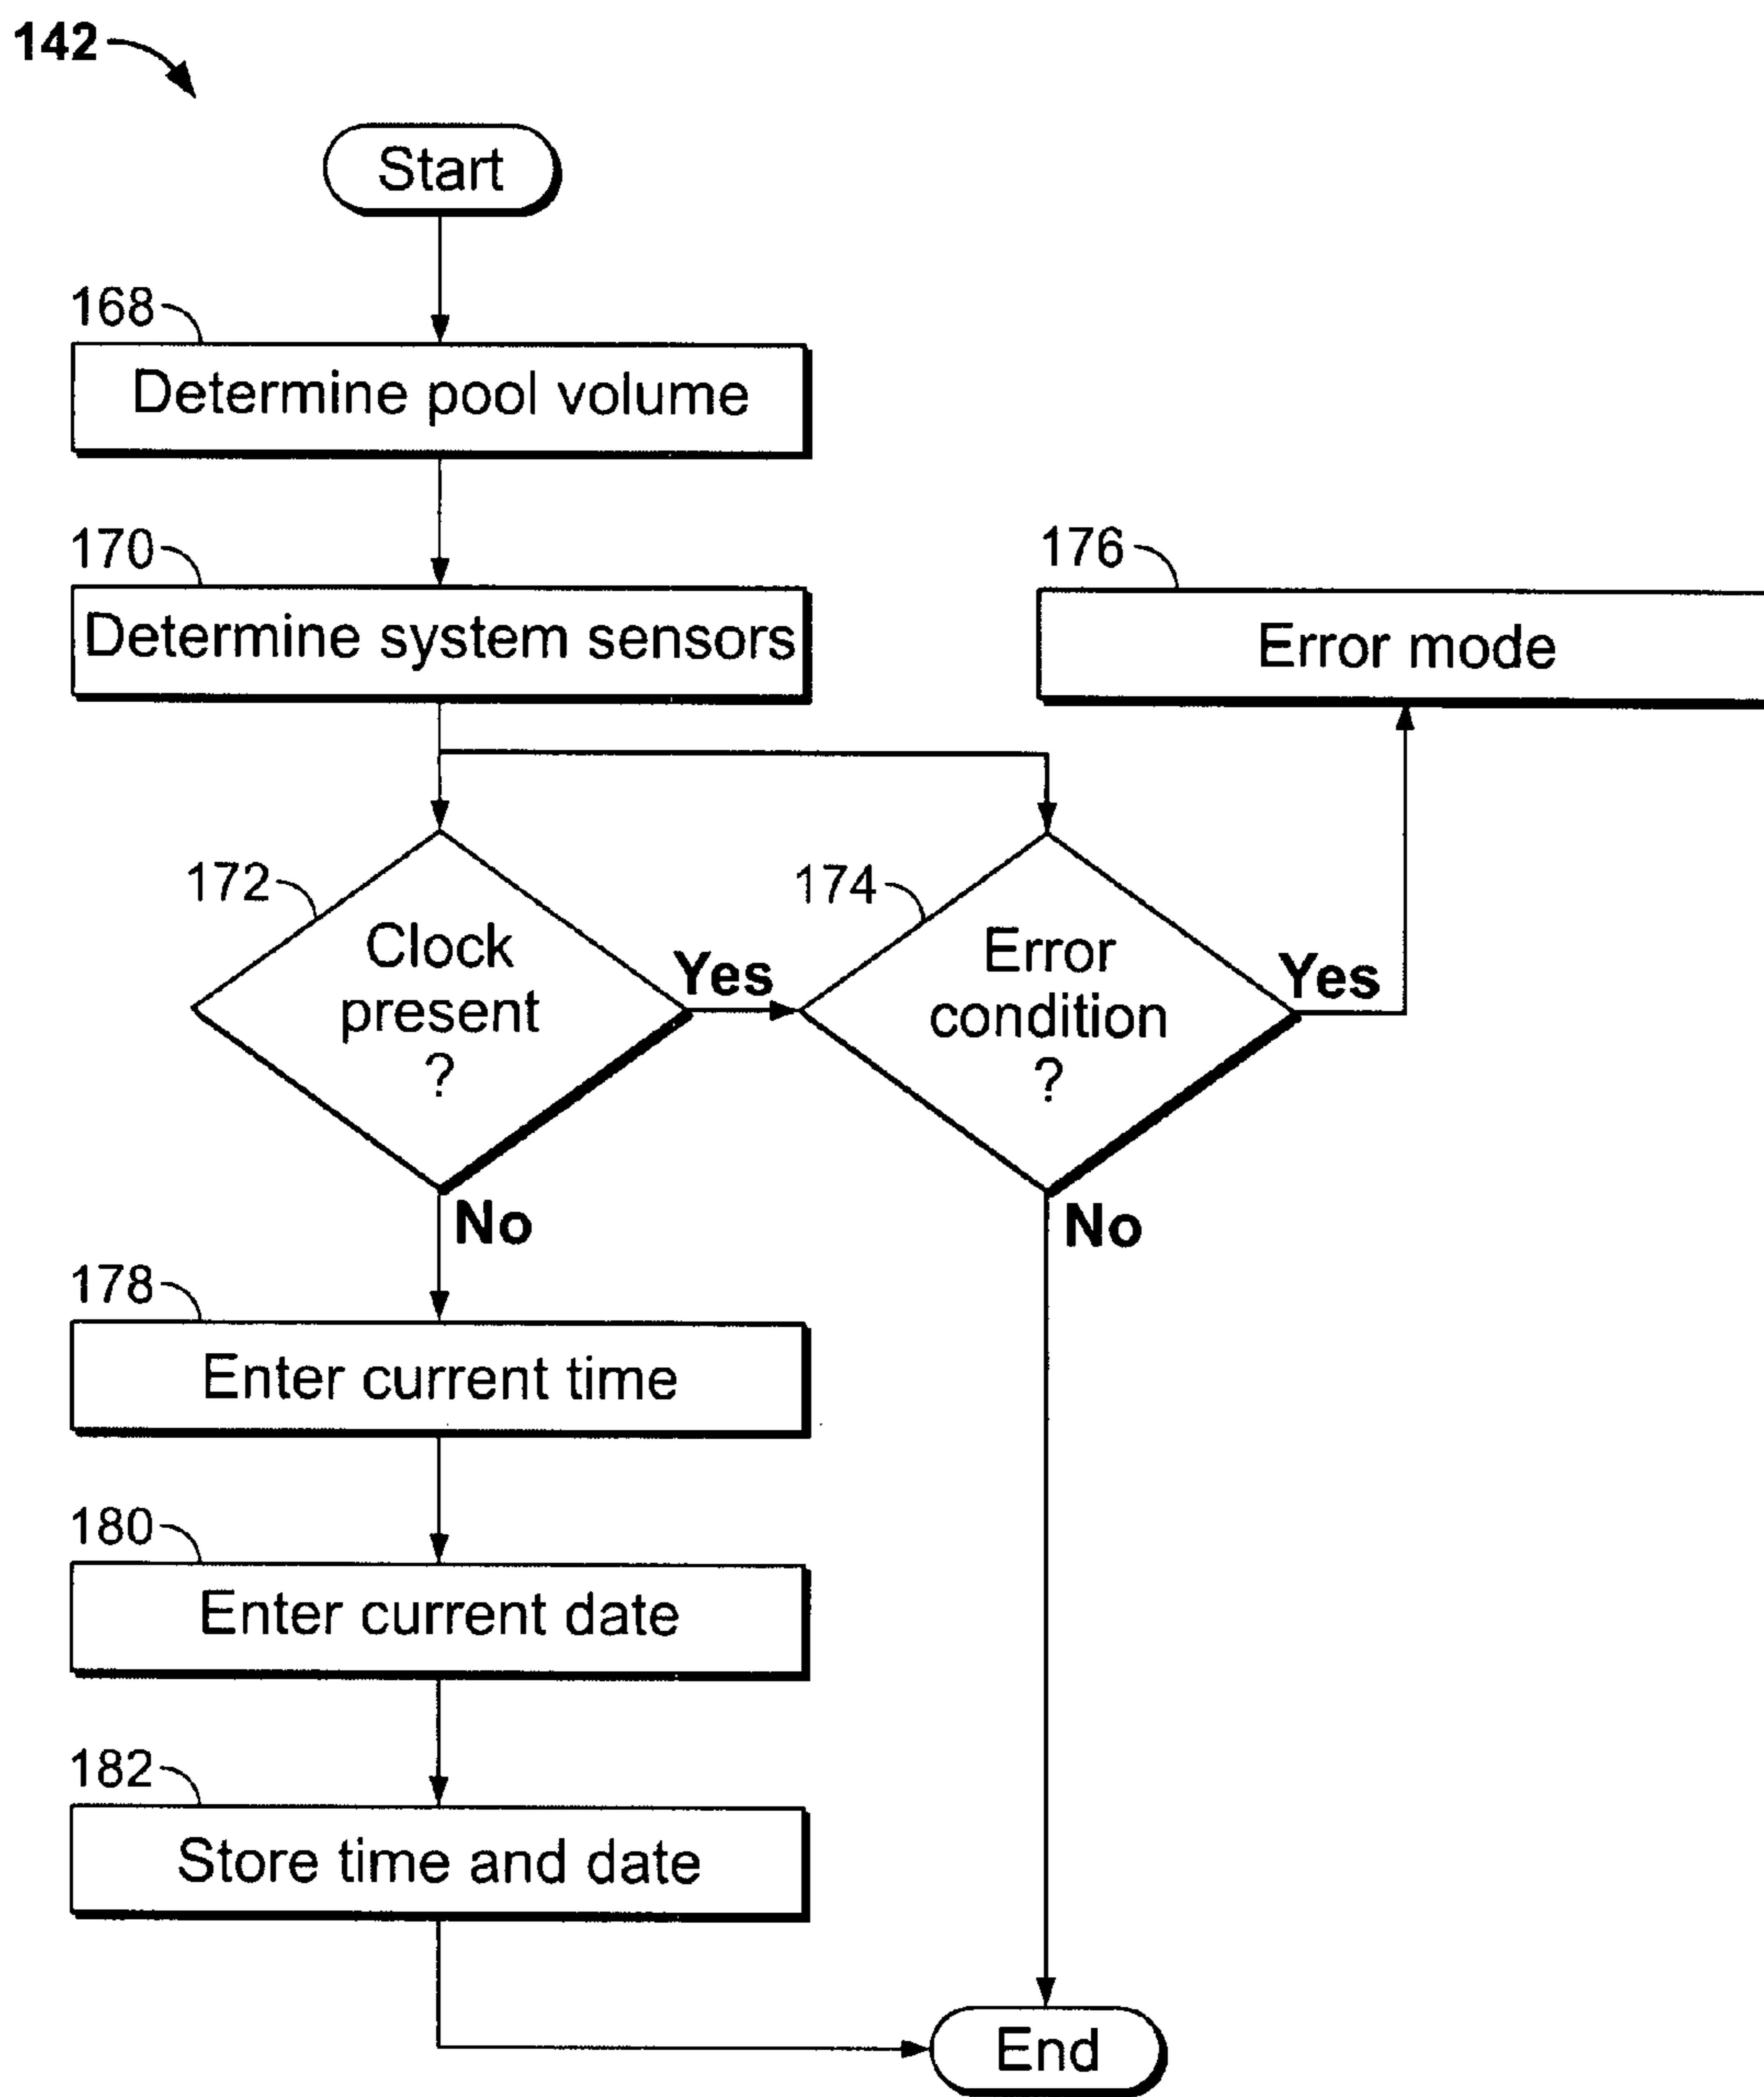 142
Start
168
Determine pool volume
170
Determine system sensors
176
Error mode
172
Clock
present
?
Yes
174
Error
condition
?
Yes
No
No
178
Enter current time
180
Enter current date
182
Store time and date
End